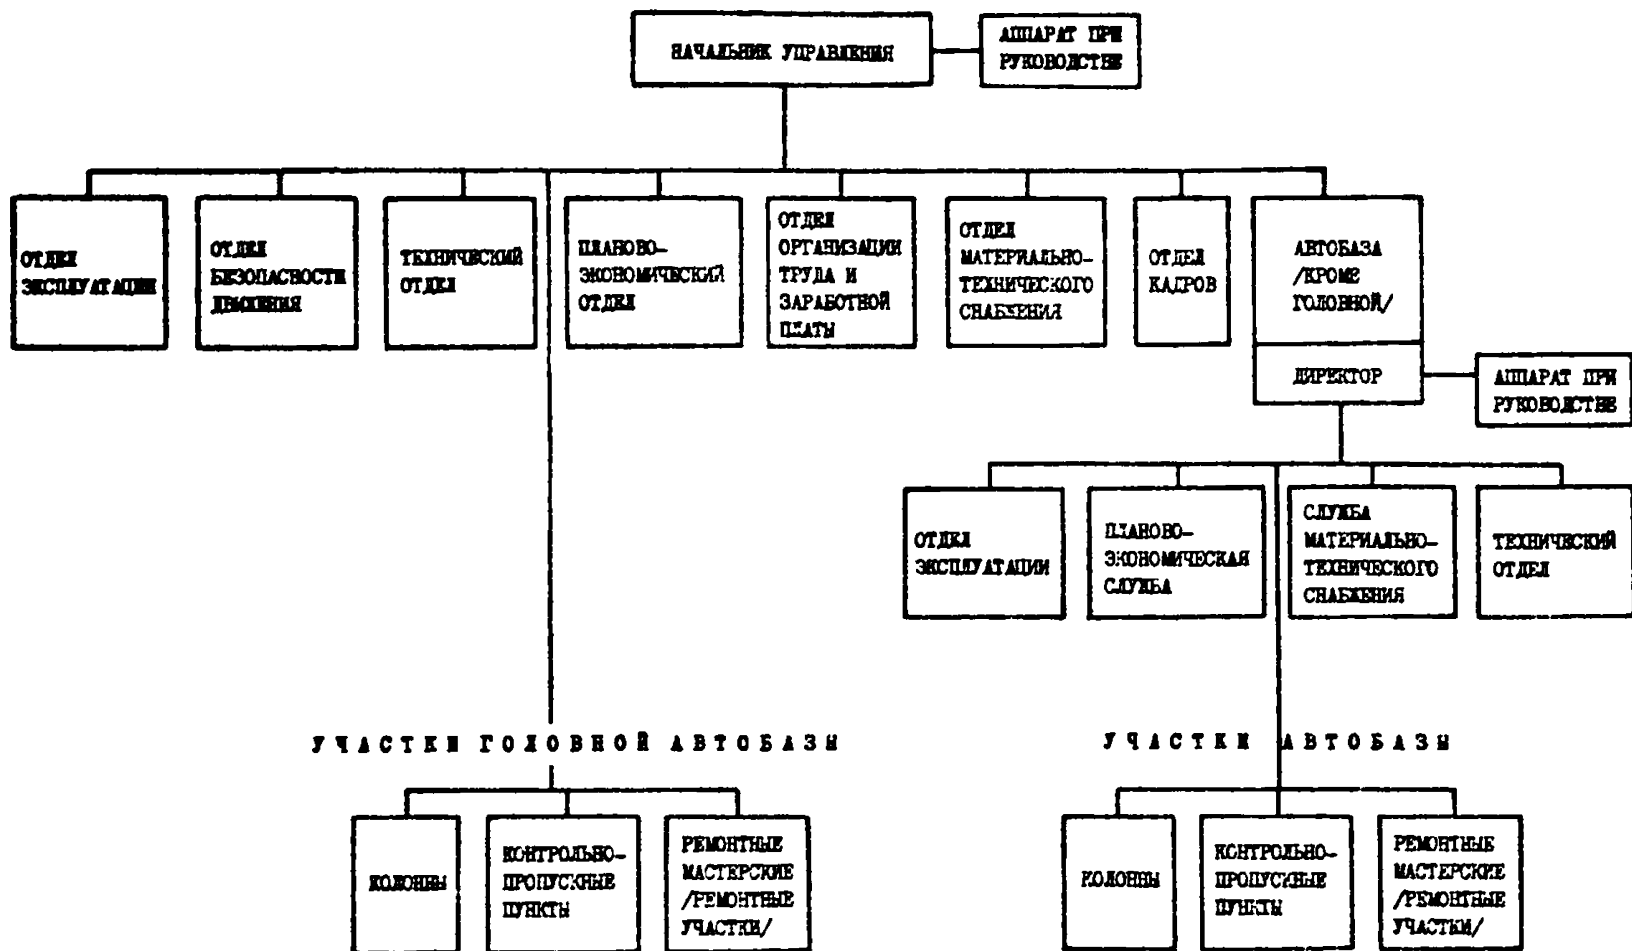 НАЧАЛЬНИК УПРАВЛЕНИЯ
АППАРАТ ПРИ
РУКОВОДСТВЕ
ОТДЕЛ
ЭКСПЛУАТАЦИИ
ОТДЕЛ
БЕЗОПАСНОСТИ
ДВИЖЕНИЯ
ТЕХНИЧЕСКИЙ
ОТДЕЛ
ПЛАНОВО-
ЭКОНОМИЧЕСКИЙ
ОТДЕЛ
ОТДЕЛ
ОРГАНИЗАЦИИ
ТРУДА И
ЗАРАБОТНОЙ
ПЛАТЫ
ОТДЕЛ
МАТЕРИАЛЬНО-
ТЕХНИЧЕСКОГО
СНАБЖЕНИЯ
ОТДЕЛ
КАДРОВ
АВТОБАЗА
/КРОМЕ
ГОЛОВНОЙ/
ДИРЕКТОР
АППАРАТ ПРИ
РУКОВОДСТВЕ
ОТДЕЛ
ЭКСПЛУАТАЦИИ
ПЛАНОВО-
ЭКОНОМИЧЕСКАЯ
СЛУЖБА
СЛУЖБА
МАТЕРИАЛЬНО-
ТЕХНИЧЕСКОГО
СНАБЖЕНИЯ
ТЕХНИЧЕСКИЙ
ОТДЕЛ
УЧАСТКИ ГОЛОВНОЙ АВТОБАЗЫ
УЧАСТКИ АВТОБАЗЫ
КОЛОННЫ
КОНТРОЛЬНО-
ПРОПУСКНЫЕ
ПУНКТЫ
РЕМОНТНЫЕ
МАСТЕРСКИЕ
/РЕМОНТНЫЕ
УЧАСТКИ/
КОЛОННЫ
КОНТРОЛЬНО-
ПРОПУСКНЫЕ
ПУНКТЫ
РЕМОНТНЫЕ
МАСТЕРСКИЕ
/РЕМОНТНЫЕ
УЧАСТКИ/